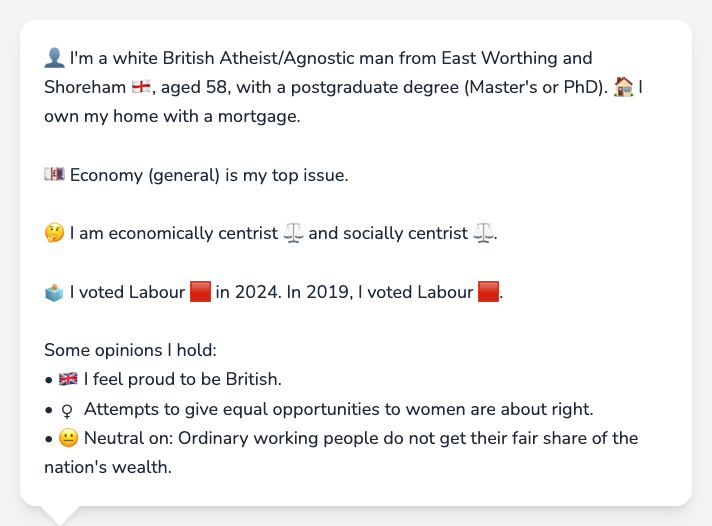 👤 I'm a white British Atheist/Agnostic man from East Worthing and
Shoreham 🏴󠁧󠁢󠁥󠁮󠁧󠁿, aged 58, with a postgraduate degree (Master's or PhD). 🏠 I
own my home with a mortgage.
💷 Economy (general) is my top issue.
🤔 I am economically centrist ⚖️ and socially centrist ⚖️.
🗳️ I voted Labour 🟥 in 2024. In 2019, I voted Labour 🟥.
Some opinions I hold:
• 🇬🇧 I feel proud to be British.
• ♀ Attempts to give equal opportunities to women are about right.
• 😐 Neutral on: Ordinary working people do not get their fair share of the
nation's wealth.